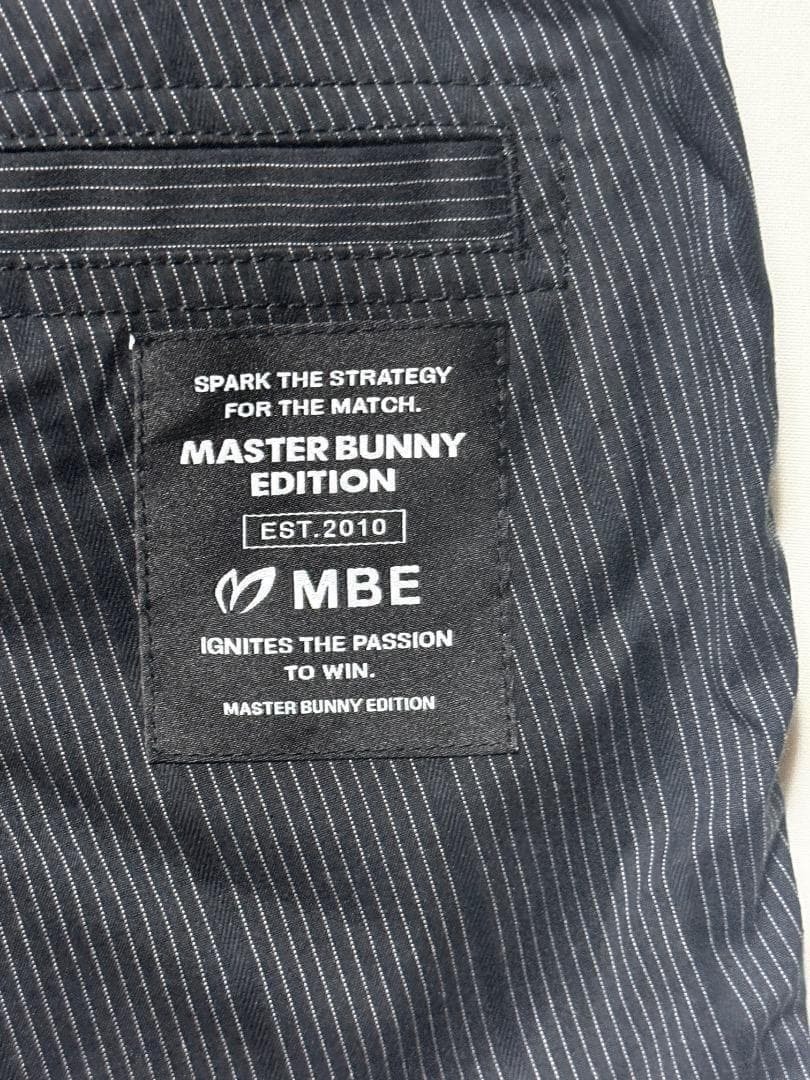 SPARK THE STRATEGY
FOR THE MATCH.
MASTER BUNNY
EDITION
EST.2010
MBE
IGNITES THE PASSION
TO WIN.
MASTER BUNNY EDITION